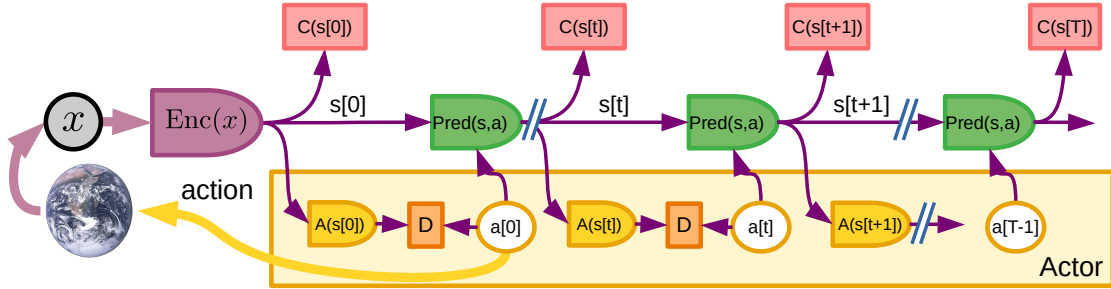 C(s[0])
C(s[t])
C(s[t+1])
C(s[T])
x
Enc(x)
s[0]
Pred(s,a)
s[t]
Pred(s,a)
s[t+1]
Pred(s,a)
action
A(s[0])
D
a[0]
A(s[t])
D
a[t]
A(s[t+1])
a[T-1]
Actor